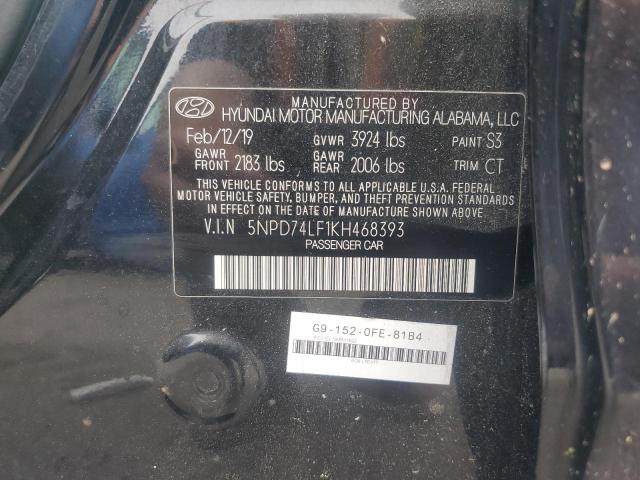 MANUFACTURED BY
HYUNDAI MOTOR MANUFACTURING ALABAMA, LLC
Feb/12/19 GVWR 3924 lbs PAINT S3
GAWR FRONT 2183 lbs GAWR REAR 2006 lbs TRIM CT
THIS VEHICLE CONFORMS TO ALL APPLICABLE U.S.A. FEDERAL
MOTOR VEHICLE SAFETY, BUMPER, AND THEFT PREVENTION STANDARDS
IN EFFECT ON THE DATE OF MANUFACTURE SHOWN ABOVE.
V.I.N 5NPD74LF1KH468393
PASSENGER CAR
G9-152-0FE-81B4